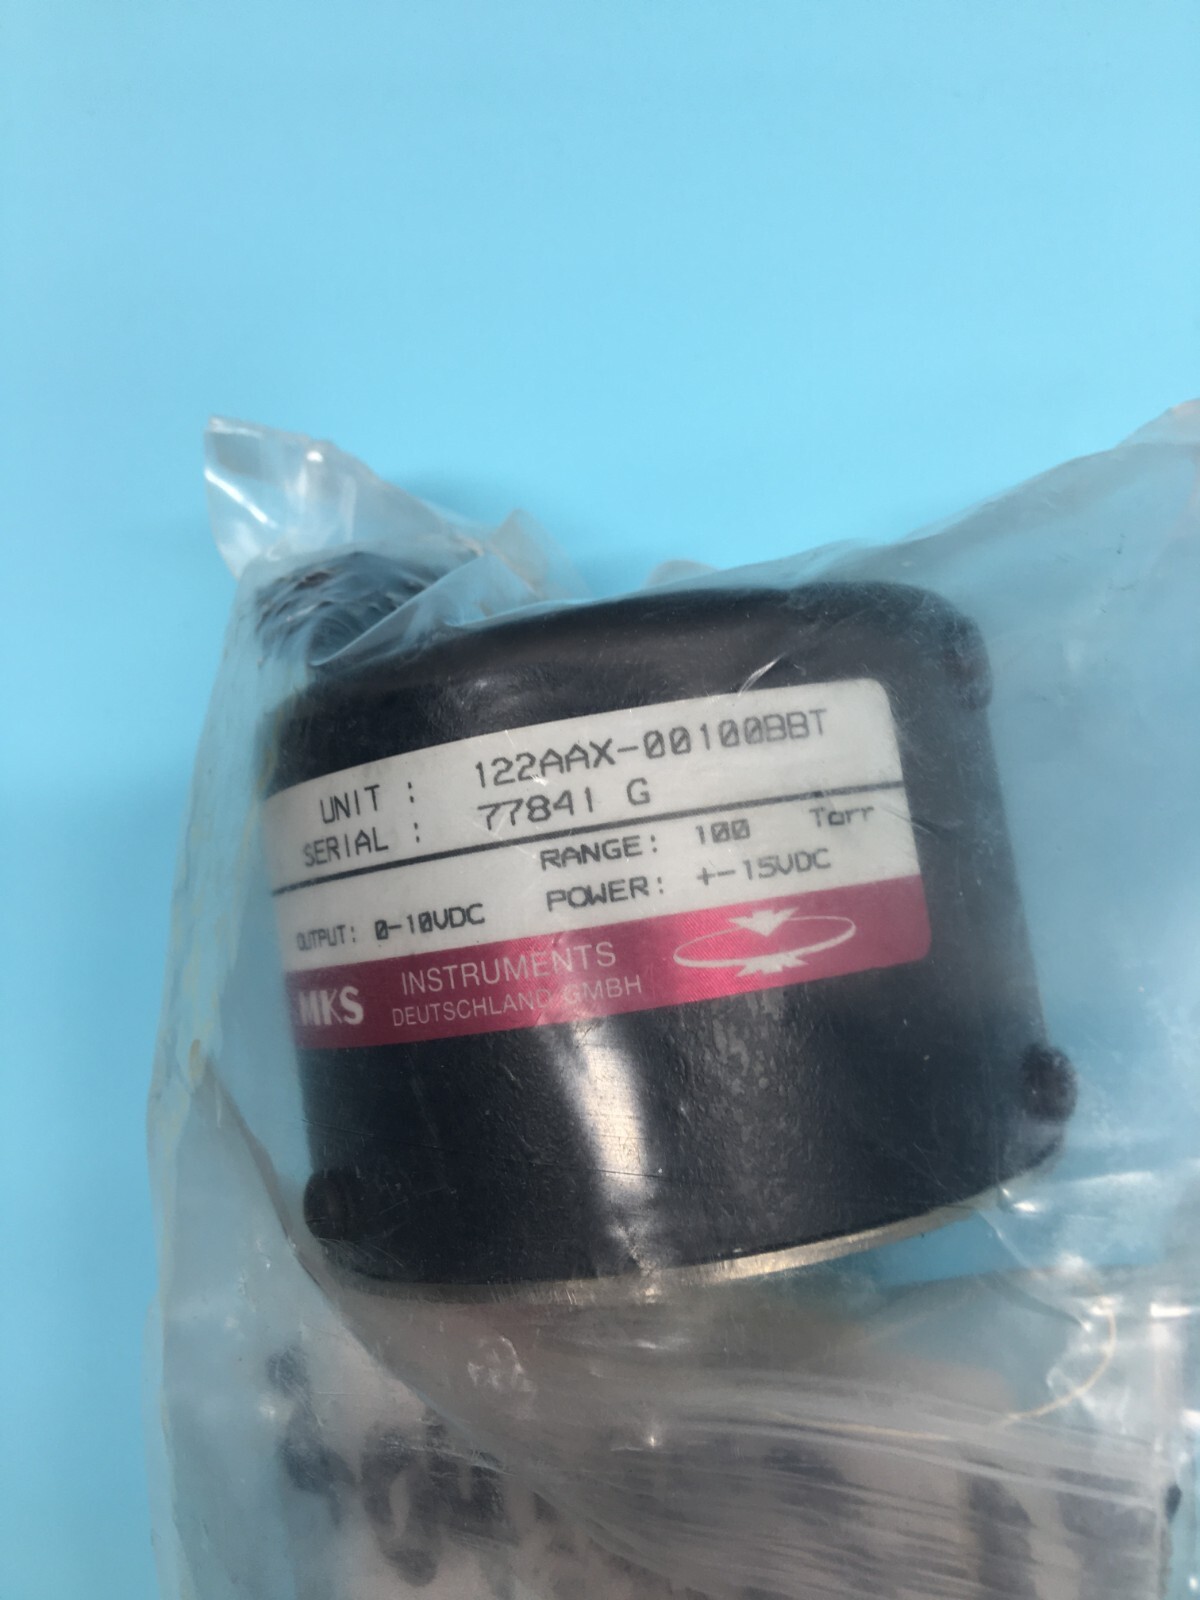 UNIT : 122AAX-00100BBT
SERIAL : 77841 G
RANGE: 100 Torr
OUTPUT: 0-10VDC POWER: +-15VDC
MKS INSTRUMENTS
DEUTSCHLAND GMBH